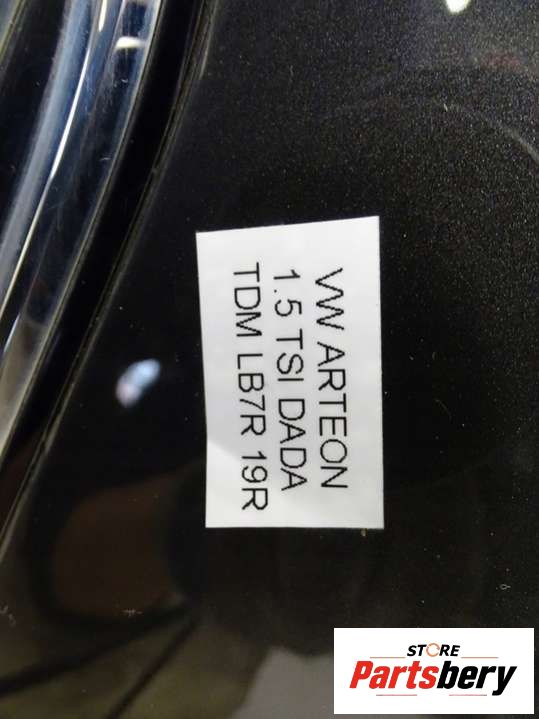 VW ARTEON
1.5 TSI DADA
TDM LB7R 19R
STORE
Partsbery